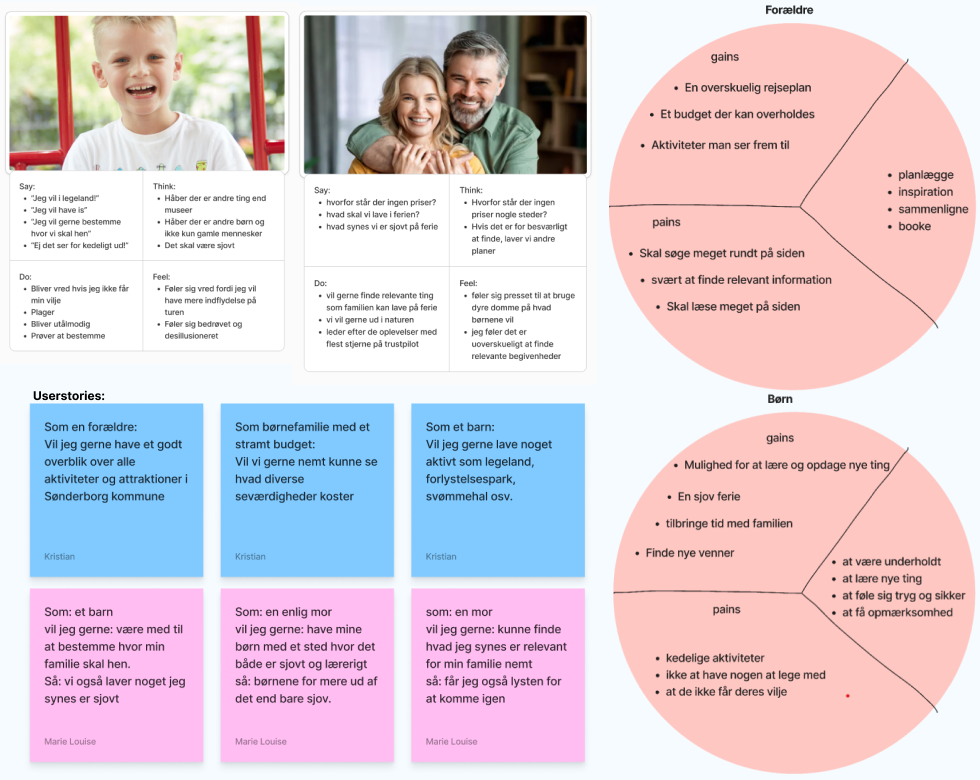 Say:
• "Jeg vil i legeland!"
• "Jeg vil have is"
• "Jeg vil gerne bestemme
hvor vi skal hen"
• "Ej det ser for kedeligt ud!"
Think:
• Håber der er andre ting end
museer
• Håber der er andre børn og
ikke kun gamle mennesker
• Det skal være sjovt
Do:
• Bliver vred hvis jeg ikke får
min vilje
• Plager
• Bliver utålmodig
• Prøver at bestemme
Feel:
• Føler sig vred fordi jeg vil
have mere indflydelse på
turen
• Føler sig bedrøvet og
desillusioneret
Say:
• hvorfor står der ingen priser?
• hvad skal vi lave i ferien?
• hvad synes vi er sjovt på ferie
Think:
• Hvorfor står der ingen
priser nogle steder?
• Hvis det er for besværligt
at finde, laver vi andre
planer
Do:
• vil gerne finde relevante ting
som familien kan lave på ferie
• vi vil gerne ud i naturen
• leder efter de oplevelser med
flest stjerne på trustpilot
Feel:
• føler sig presset til at bruge
dyre domme på hvad
børnene vil
• jeg føler det er
uoverskueligt at finde
relevante begivenheder
Forældre
gains
• En overskuelig rejseplan
• Et budget der kan overholdes
• Aktiviteter man ser frem til
• planlægge
• inspiration
• sammenligne
• booke
pains
• Skal søge meget rundt på siden
• svært at finde relevant information
• Skal læse meget på siden
Userstories:
Som en forældre:
Vil jeg gerne have et godt
overblik over alle
aktiviteter og attraktioner i
Sønderborg kommune
Kristian
Som børnefamilie med et
stramt budget:
Vil vi gerne nemt kunne se
hvad diverse
seværdigheder koster
Kristian
Som et barn:
Vil jeg gerne lave noget
aktivt som legeland,
forlystelsespark,
svømmehal osv.
Kristian
Som: et barn
vil jeg gerne: være med til
at bestemme hvor min
familie skal hen.
Så: vi også laver noget jeg
synes er sjovt
Marie Louise
Som: en enlig mor
vil jeg gerne: have mine
børn med et sted hvor det
både er sjovt og lærerigt
så: børnene for mere ud af
det end bare sjov.
Marie Louise
som: en mor
vil jeg gerne: kunne finde
hvad jeg synes er relevant
for min familie nemt
så: får jeg også lysten for
at komme igen
Marie Louise
Børn
gains
• Mulighed for at lære og opdage nye ting
• En sjov ferie
• tilbringe tid med familien
• Finde nye venner
• at være underholdt
• at lære nye ting
• at føle sig tryg og sikker
• at få opmærksomhed
pains
• kedelige aktiviteter
• ikke at have nogen at lege med
• at de ikke får deres vilje